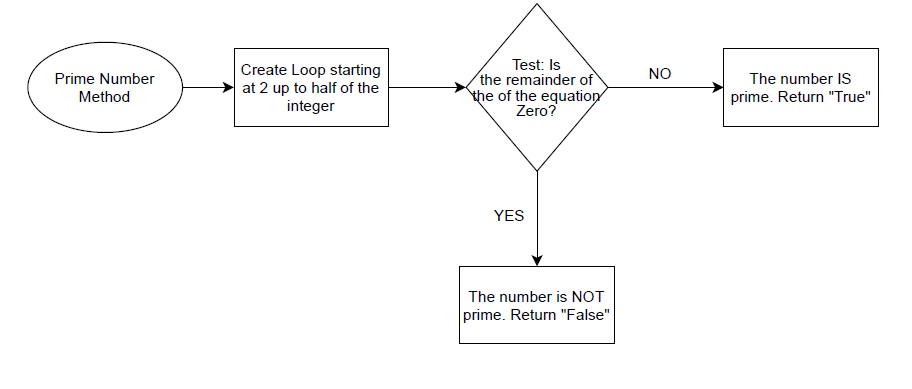 Prime Number
Method
Create Loop starting
at 2 up to half of the
integer
Test: Is
the remainder of
the of the equation
Zero?
NO
The number IS
prime. Return "True"
YES
The number is NOT
prime. Return "False"